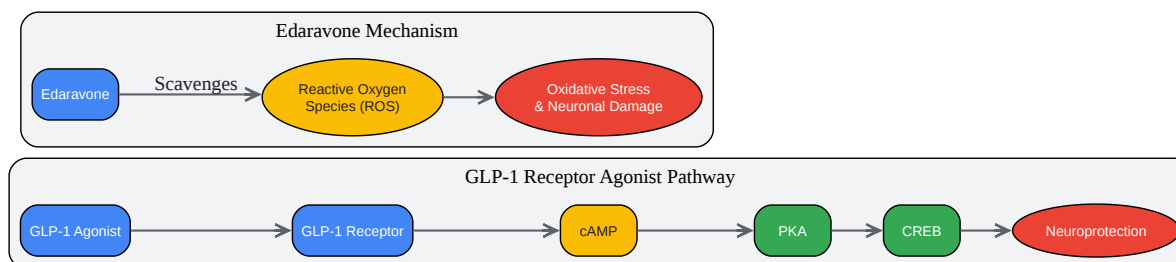 Edaravone Mechanism
Edaravone
Scavenges
Reactive Oxygen
Species (ROS)
Oxidative Stress
& Neuronal Damage
GLP-1 Receptor Agonist Pathway
GLP-1 Agonist
GLP-1 Receptor
cAMP
PKA
CREB
Neuroprotection